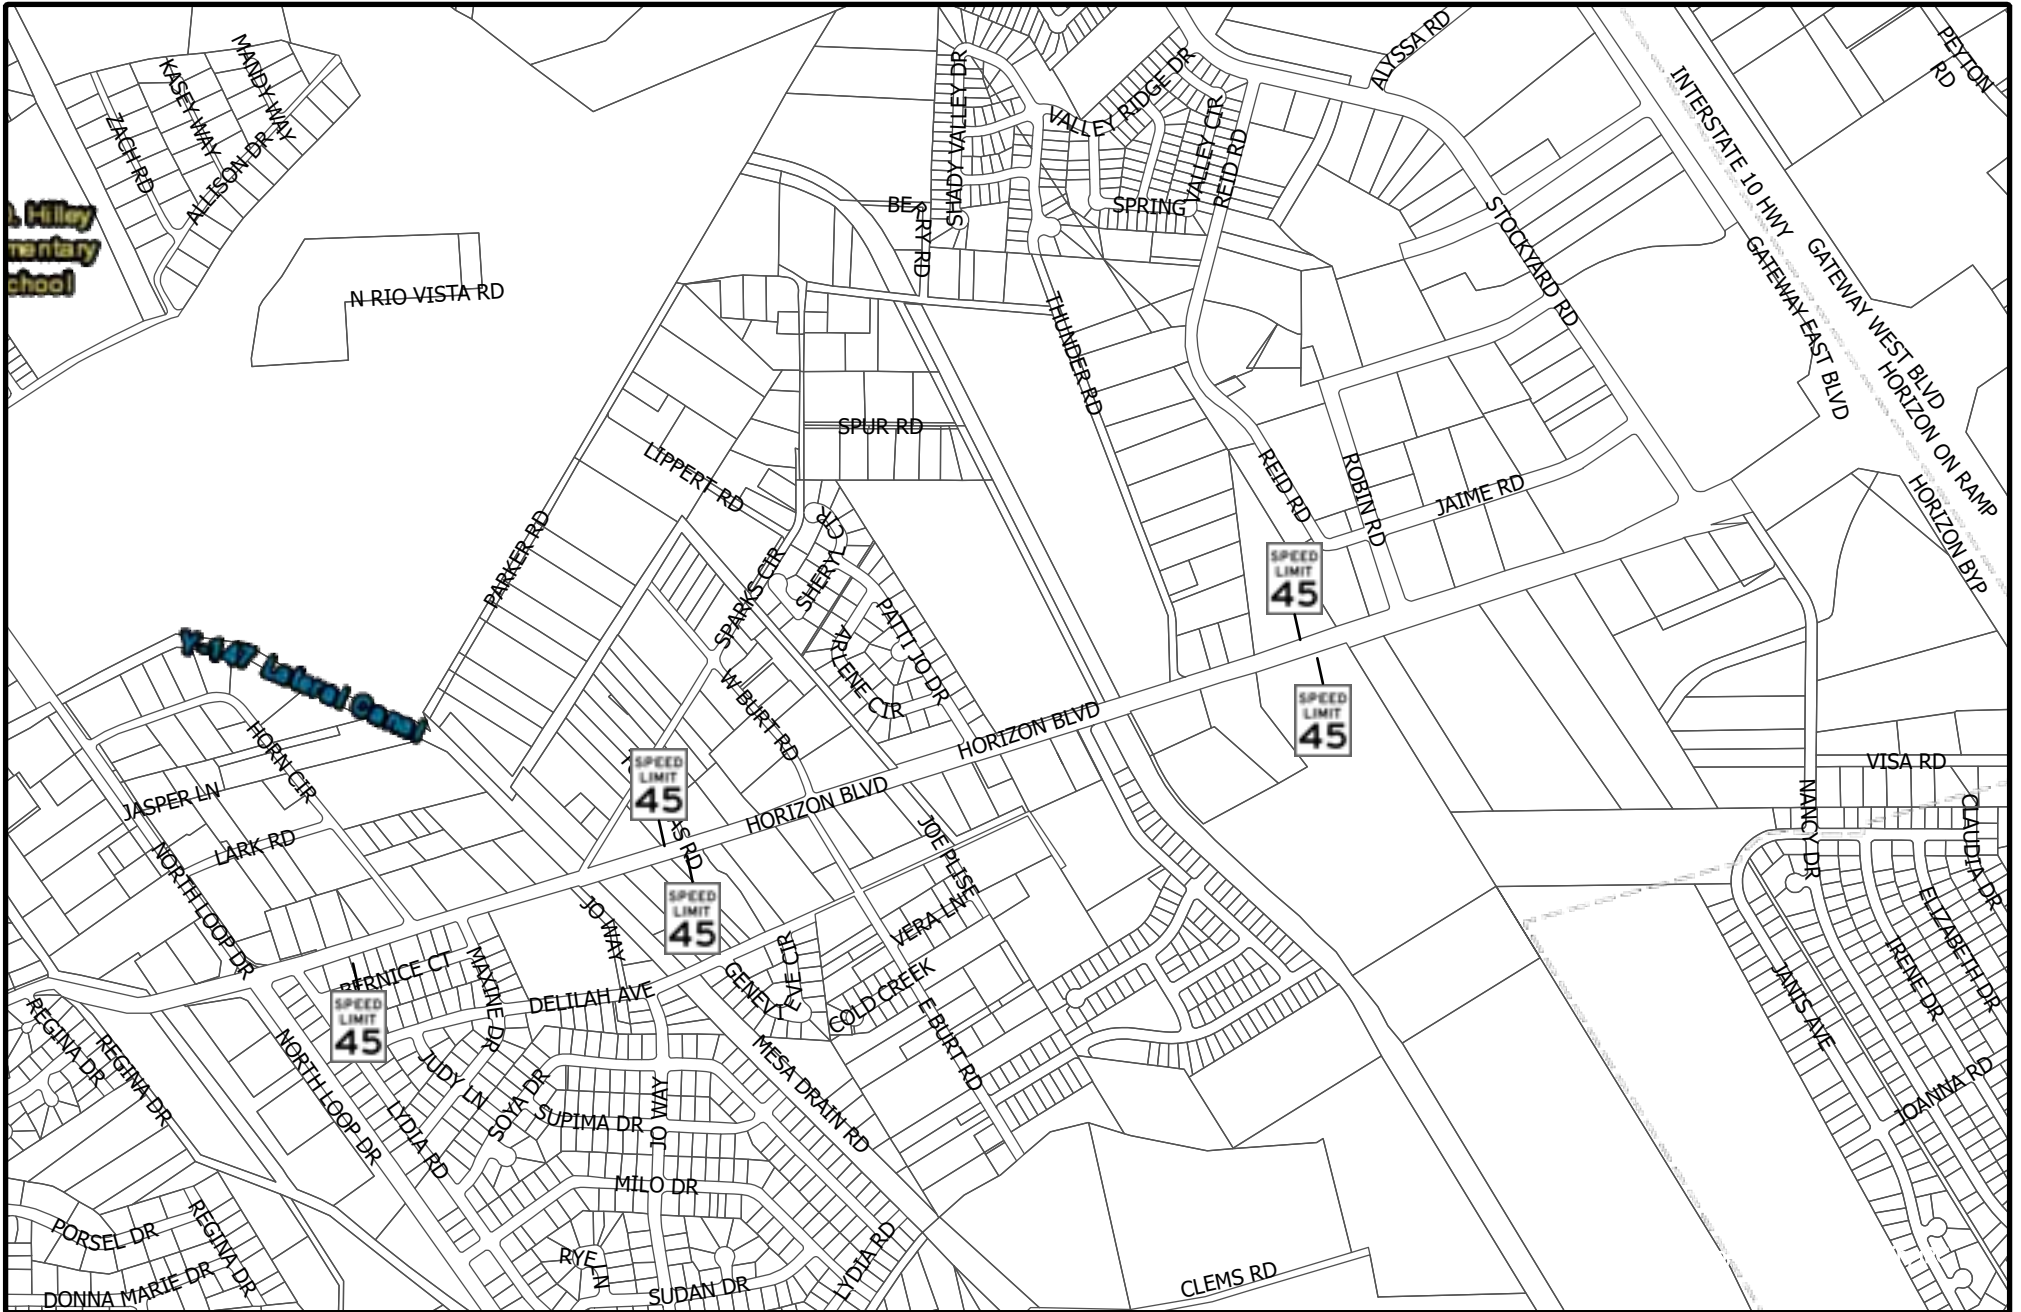 MANDY WAY
KASEY WAY
ZACH RD
ALLISON DR
Hilley
chool
N RIO VISTA RD
SHADY VALLEY DR
VALLEY RIDGE DR
VALLEY CIR
REID RD
SPRING
ALYSSA RD
PEYTON
RD
INTERSTATE 10 HWY
GATEWAY WEST BLVD
GATEWAY EAST BLVD
HORIZON ON RAMP
HORIZON BYP
STOCKYARD RD
THUNDER RD
SPUR RD
LIPPERT RD
PARKER RD
SPARKS CIR
SHERYL
CIR
PATTI JO DR
ARLENE CIR
W BURT RD
REID RD
ROBIN RD
JAIME RD
SPEED
LIMIT
45
SPEED
LIMIT
45
Y-147 Lateral Canal
HORN CIR
JASPER LN
LARK RD
NORTH LOOP DR
SPEED
LIMIT
45
HORIZON BLVD
HORIZON BLVD
SPEED
LIMIT
45
JO WAY
JOE PLISE
VERA LN
EVE CIR
GENEVI
COLD CREEK
E BURT RD
MESA DRAIN RD
VISA RD
NANCY DR
CLAUDIA DR
ELIZABETH DR
IRENE DR
JANIS AVE
JOANNA RD
BERNICE CT
MAXINE DR
DELILAH AVE
SPEED
LIMIT
45
REGINA DR
REGINA DR
NORTH LOOP DR
JUDY LN
LYDIA RD
SOYA DR
SUPIMA DR
JO WAY
MILO DR
RYE LN
SUDAN DR
LYDIA RD
CLEMS RD
PORSEL DR
REGINA DR
DONNA MARIE DR